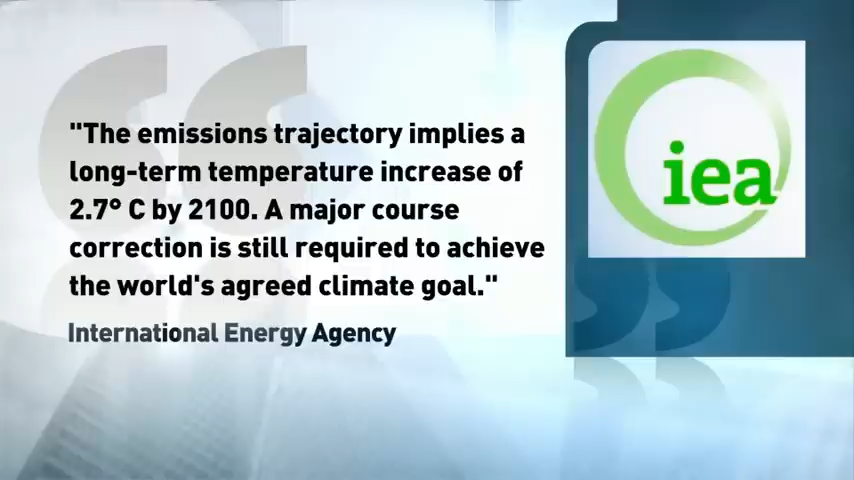 "The emissions trajectory implies a
long-term temperature increase of
2.7° C by 2100. A major course
correction is still required to achieve
the world's agreed climate goal."
International Energy Agency
iea